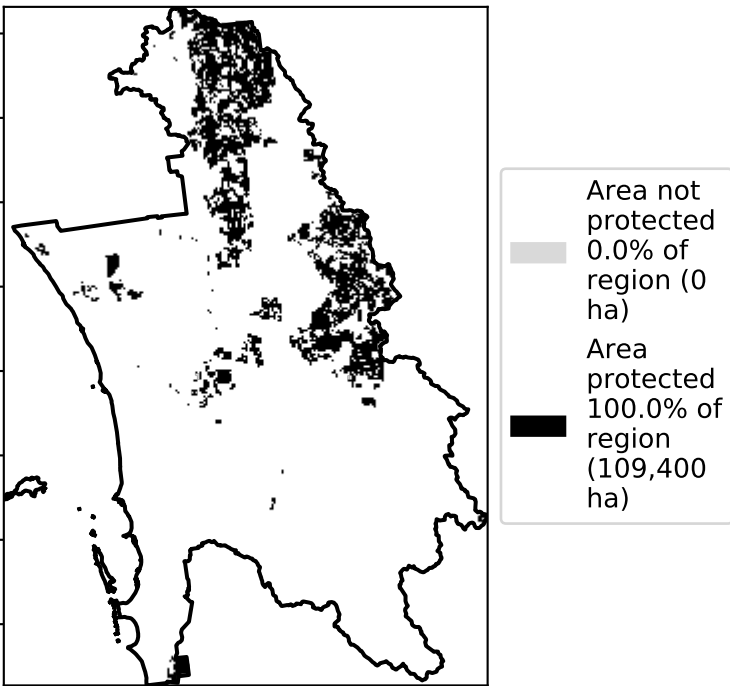 Area not
protected
0.0% of
region (0
ha)
Area
protected
100.0% of
region
(109,400
ha)